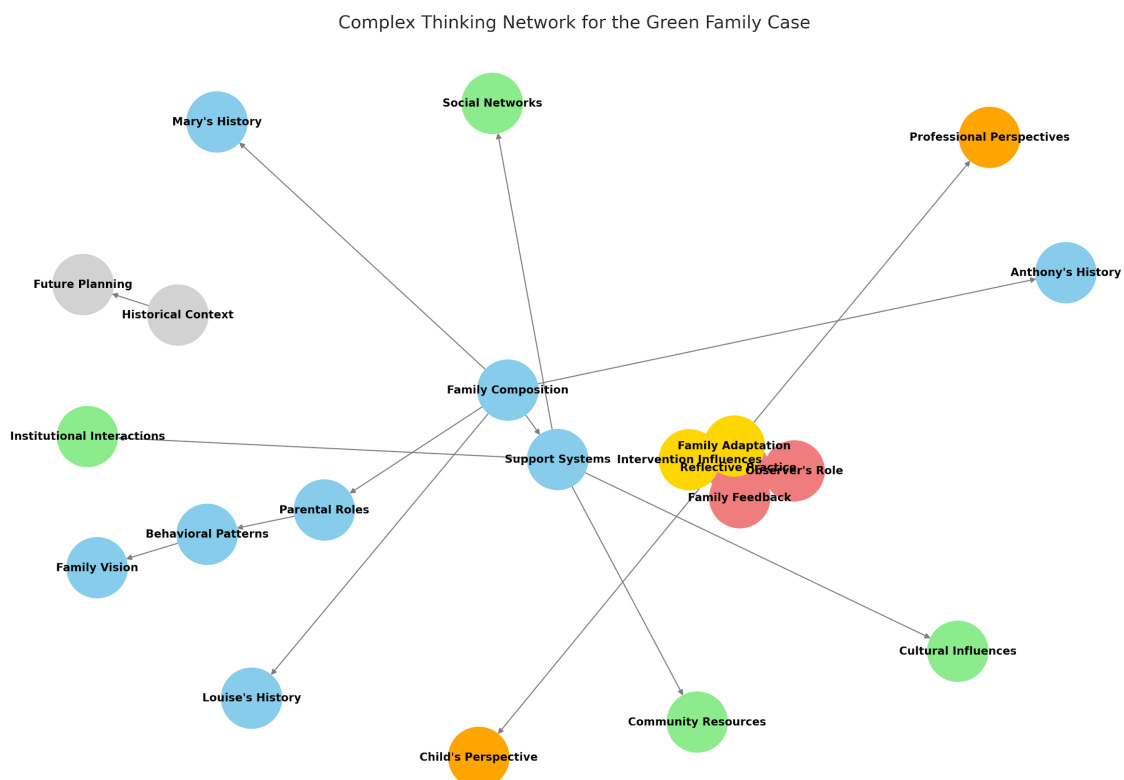 Complex Thinking Network for the Green Family Case
Social Networks
Mary's History
Professional Perspectives
Anthony's History
Future Planning
Historical Context
Family Composition
Institutional Interactions
Family Adaptation
Support Systems
Intervention Influences
Reflective Practice
Observer's Role
Family Feedback
Parental Roles
Behavioral Patterns
Family Vision
Cultural Influences
Louise's History
Community Resources
Child's Perspective